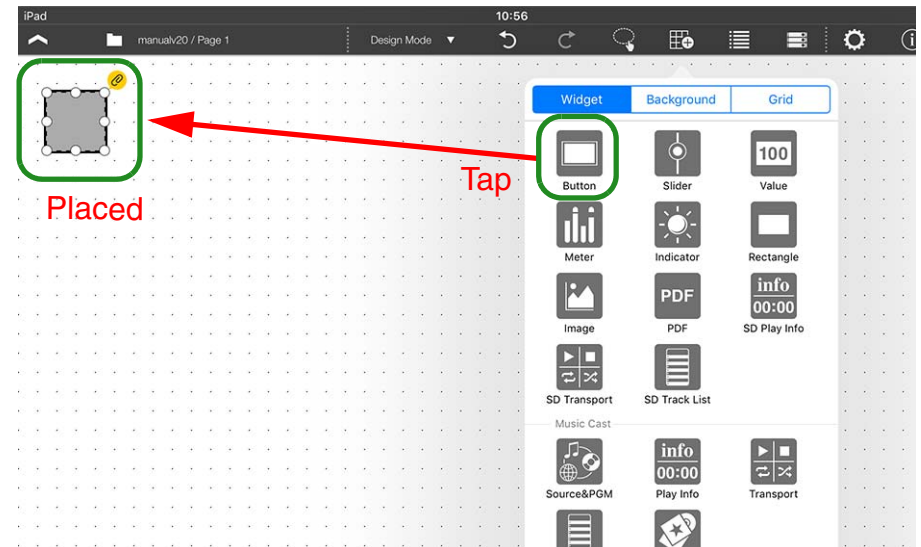 iPad
10:56
manualv20 / Page 1
Design Mode ▼
Widget
Background
Grid
100
Button
Slider
Value
Tap
Placed
Meter
Indicator
Rectangle
PDF
info
00:00
Image
PDF
SD Play Info
SD Transport
SD Track List
Music Cast
info
00:00
Source&PGM
Play Info
Transport